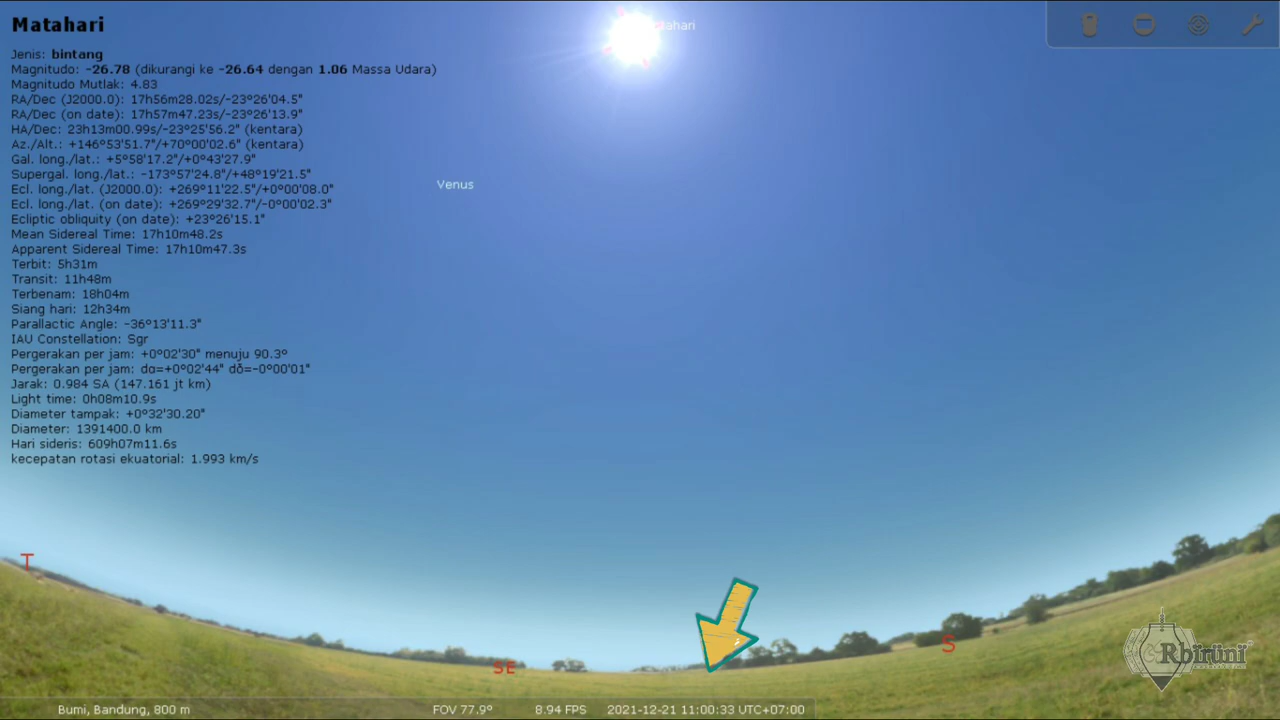 Matahari
Jenis: bintang
Magnitudo: -26.78 (dikurangi ke -26.64 dengan 1.06 Massa Udara)
Magnitudo Mutlak: 4.83
RA/Dec (J2000.0): 17h56m28.02s/-23°26'04.5"
RA/Dec (on date): 17h57m47.23s/-23°26'13.9"
HA/Dec: 23h13m00.99s/-23°25'56.2" (kentara)
Az./Alt.: +146°53'51.7"/+70°00'02.6" (kentara)
Gal. long./lat.: +5°58'17.2"/+0°43'27.9"
Supergal. long./lat.: -173°57'24.8"/+48°19'21.5"
Ecl. long./lat. (J2000.0): +269°11'22.5"/+0°00'08.0"
Ecl. long./lat. (on date): +269°29'32.7"/-0°00'02.3"
Ecliptic obliquity (on date): +23°26'15.1"
Mean Sidereal Time: 17h10m48.2s
Apparent Sidereal Time: 17h10m47.3s
Terbit: 5h31m
Transit: 11h48m
Terbenam: 18h04m
Siang hari: 12h34m
Parallactic Angle: -36°13'11.3"
IAU Constellation: Sgr
Pergerakan per jam: +0°02'30" menuju 90.3°
Pergerakan per jam: dα=+0°02'44" dδ=-0°00'01"
Jarak: 0.984 SA (147.161 jt km)
Light time: 0h08m10.9s
Diameter tampak: +0°32'30.20"
Diameter: 1391400.0 km
Hari sideris: 609h07m11.6s
kecepatan rotasi ekuatorial: 1.993 km/s
Venus
T
SE
S
Bumi, Bandung, 800 m
FOV 77.9°
8.94 FPS
2021-12-21 11:00:33 UTC+07:00